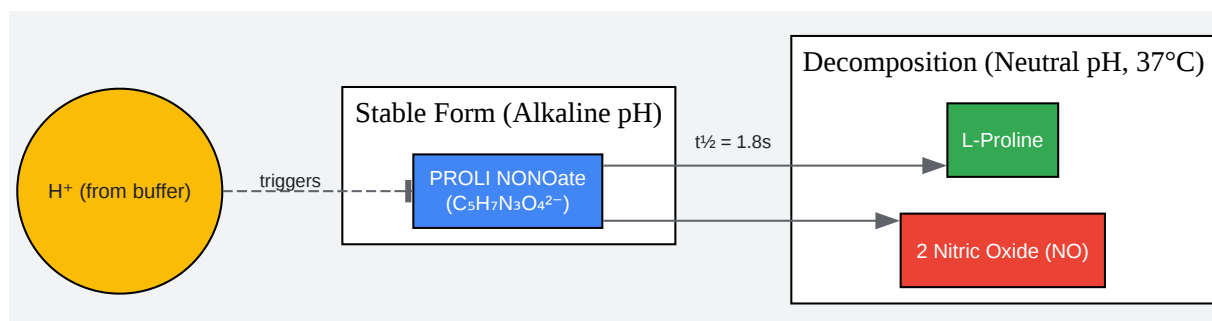 H⁺ (from buffer)
triggers
Stable Form (Alkaline pH)
PROLI NONOate
(C₅H₇N₃O₄²⁻)
t½ = 1.8s
Decomposition (Neutral pH, 37°C)
L-Proline
2 Nitric Oxide (NO)